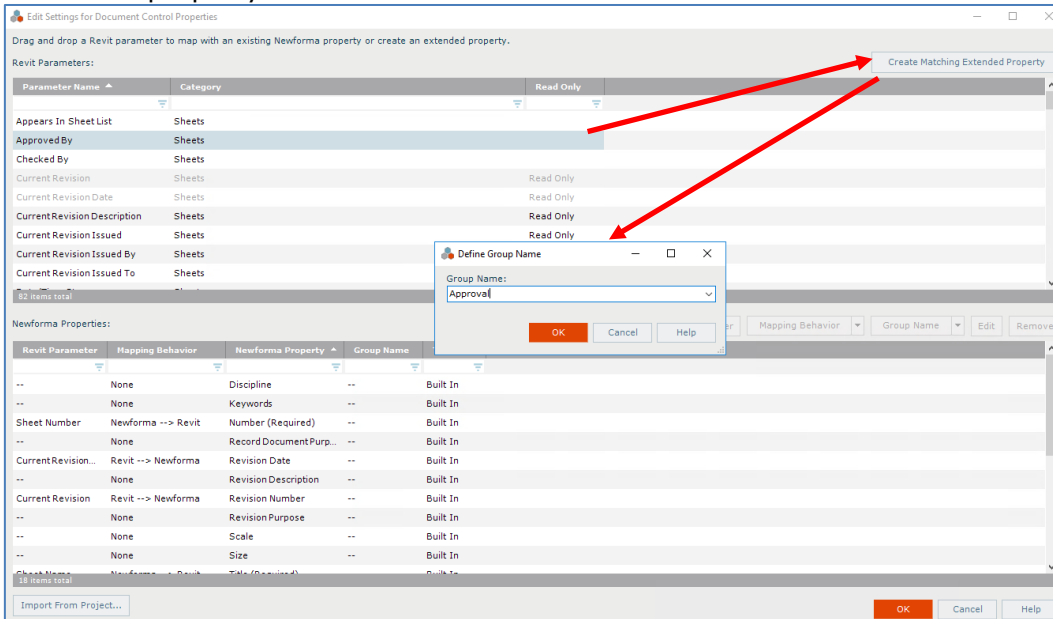 Edit Settings for Document Control Properties
Drag and drop a Revit parameter to map with an existing Newforma property or create an extended property.
Revit Parameters:
Create Matching Extended Property
Parameter Name Category Read Only
Appears In Sheet List Sheets
Approved By Sheets
Checked By Sheets
Current Revision Sheets Read Only
Current Revision Date Sheets Read Only
Current Revision Description Sheets Read Only
Current Revision Issued Sheets Read Only
Current Revision Issued By Sheets
Current Revision Issued To Sheets
82 items total
Define Group Name
Group Name:
Approval
OK Cancel Help
Newforma Properties:
Mapping Behavior Group Name Edit Remove
Revit Parameter Mapping Behavior Newforma Property Group Name
-- None Discipline -- Built In
-- None Keywords -- Built In
Sheet Number Newforma --> Revit Number (Required) -- Built In
-- None Record Document Purp... -- Built In
Current Revision... Revit --> Newforma Revision Date -- Built In
-- None Revision Description -- Built In
Current Revision Revit --> Newforma Revision Number -- Built In
-- None Revision Purpose -- Built In
-- None Scale -- Built In
-- None Size -- Built In
18 items total
Import From Project...
OK Cancel Help